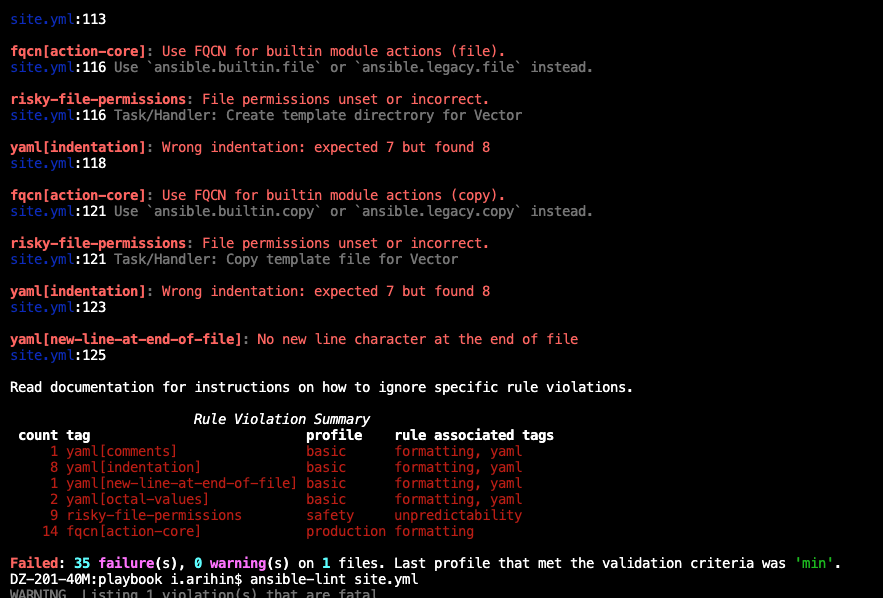 site.yml:113
fqcn[action-core]: Use FQCN for builtin module actions (file).
site.yml:116 Use `ansible.builtin.file` or `ansible.legacy.file` instead.
risky-file-permissions: File permissions unset or incorrect.
site.yml:116 Task/Handler: Create template directrory for Vector
yaml[indentation]: Wrong indentation: expected 7 but found 8
site.yml:118
fqcn[action-core]: Use FQCN for builtin module actions (copy).
site.yml:121 Use `ansible.builtin.copy` or `ansible.legacy.copy` instead.
risky-file-permissions: File permissions unset or incorrect.
site.yml:121 Task/Handler: Copy template file for Vector
yaml[indentation]: Wrong indentation: expected 7 but found 8
site.yml:123
yaml[new-line-at-end-of-file]: No new line character at the end of file
site.yml:125
Read documentation for instructions on how to ignore specific rule violations.
Rule Violation Summary
count tag profile rule associated tags
1 yaml[comments] basic formatting, yaml
8 yaml[indentation] basic formatting, yaml
1 yaml[new-line-at-end-of-file] basic formatting, yaml
2 yaml[octal-values] basic formatting, yaml
9 risky-file-permissions safety unpredictability
14 fqcn[action-core] production formatting
Failed: 35 failure(s), 0 warning(s) on 1 files. Last profile that met the validation criteria was 'min'.
DZ-201-40M:playbook i.arihin$ ansible-lint site.yml
WARNING  Listing 1 violation(s) that are fatal